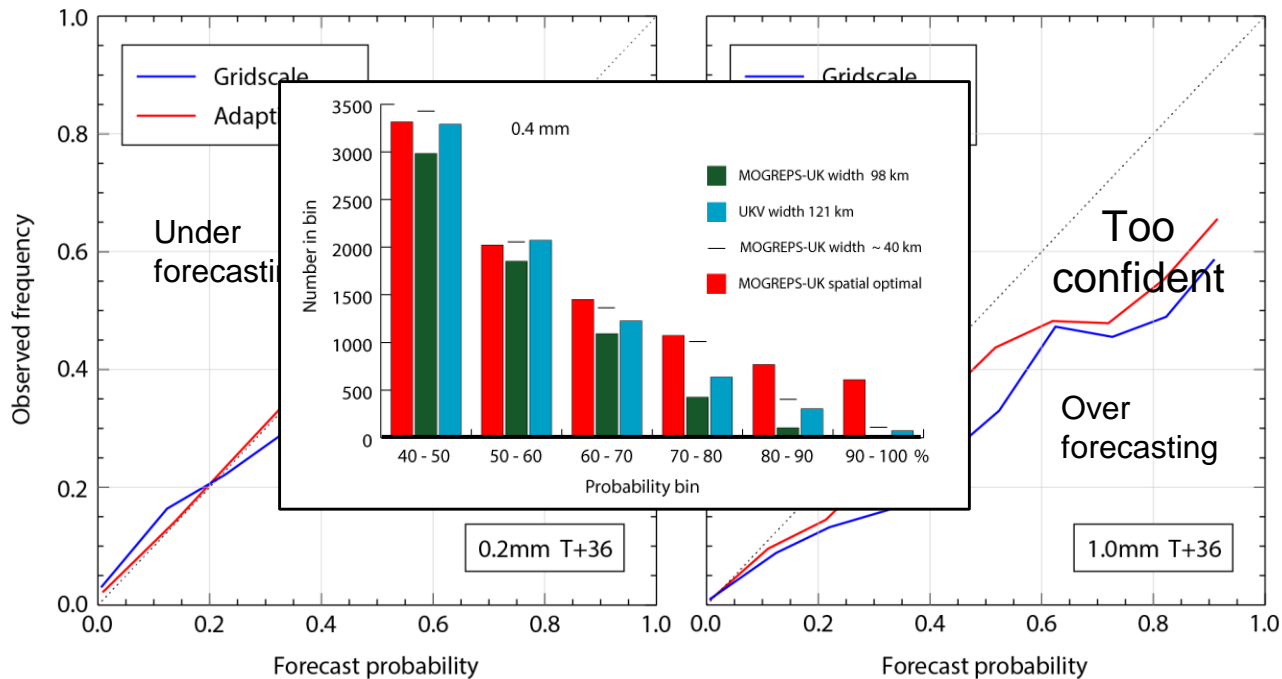 1.0
0.8
0.6
0.4
0.2
0.0
Observed frequency
Gridscale
Adapt
Under
forecasti
0.2mm T+36
0.0
0.2
0.4
0.6
0.8
1.0
Forecast probability
3500
3000
2500
2000
1500
1000
500
0
Number in bin
0.4 mm
MOGREPS-UK width 98 km
UKV width 121 km
MOGREPS-UK width ~ 40 km
MOGREPS-UK spatial optimal
40 - 50
50 - 60
60 - 70
70 - 80
80 - 90
90 - 100 %
Probability bin
Gridscale
Too
confident
Over
forecasting
1.0mm T+36
0.0
0.2
0.4
0.6
0.8
1.0
Forecast probability